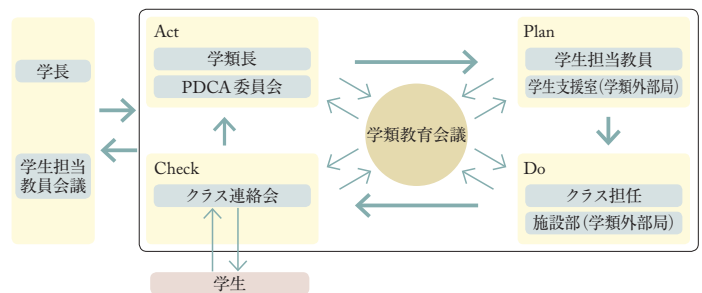 学長
学生担当
教員会議
Act
学類長
PDCA委員会
Plan
学生担当教員
学生支援室(学類外部局)
学類教育会議
Check
クラス連絡会
Do
クラス担任
施設部(学類外部局)
学生